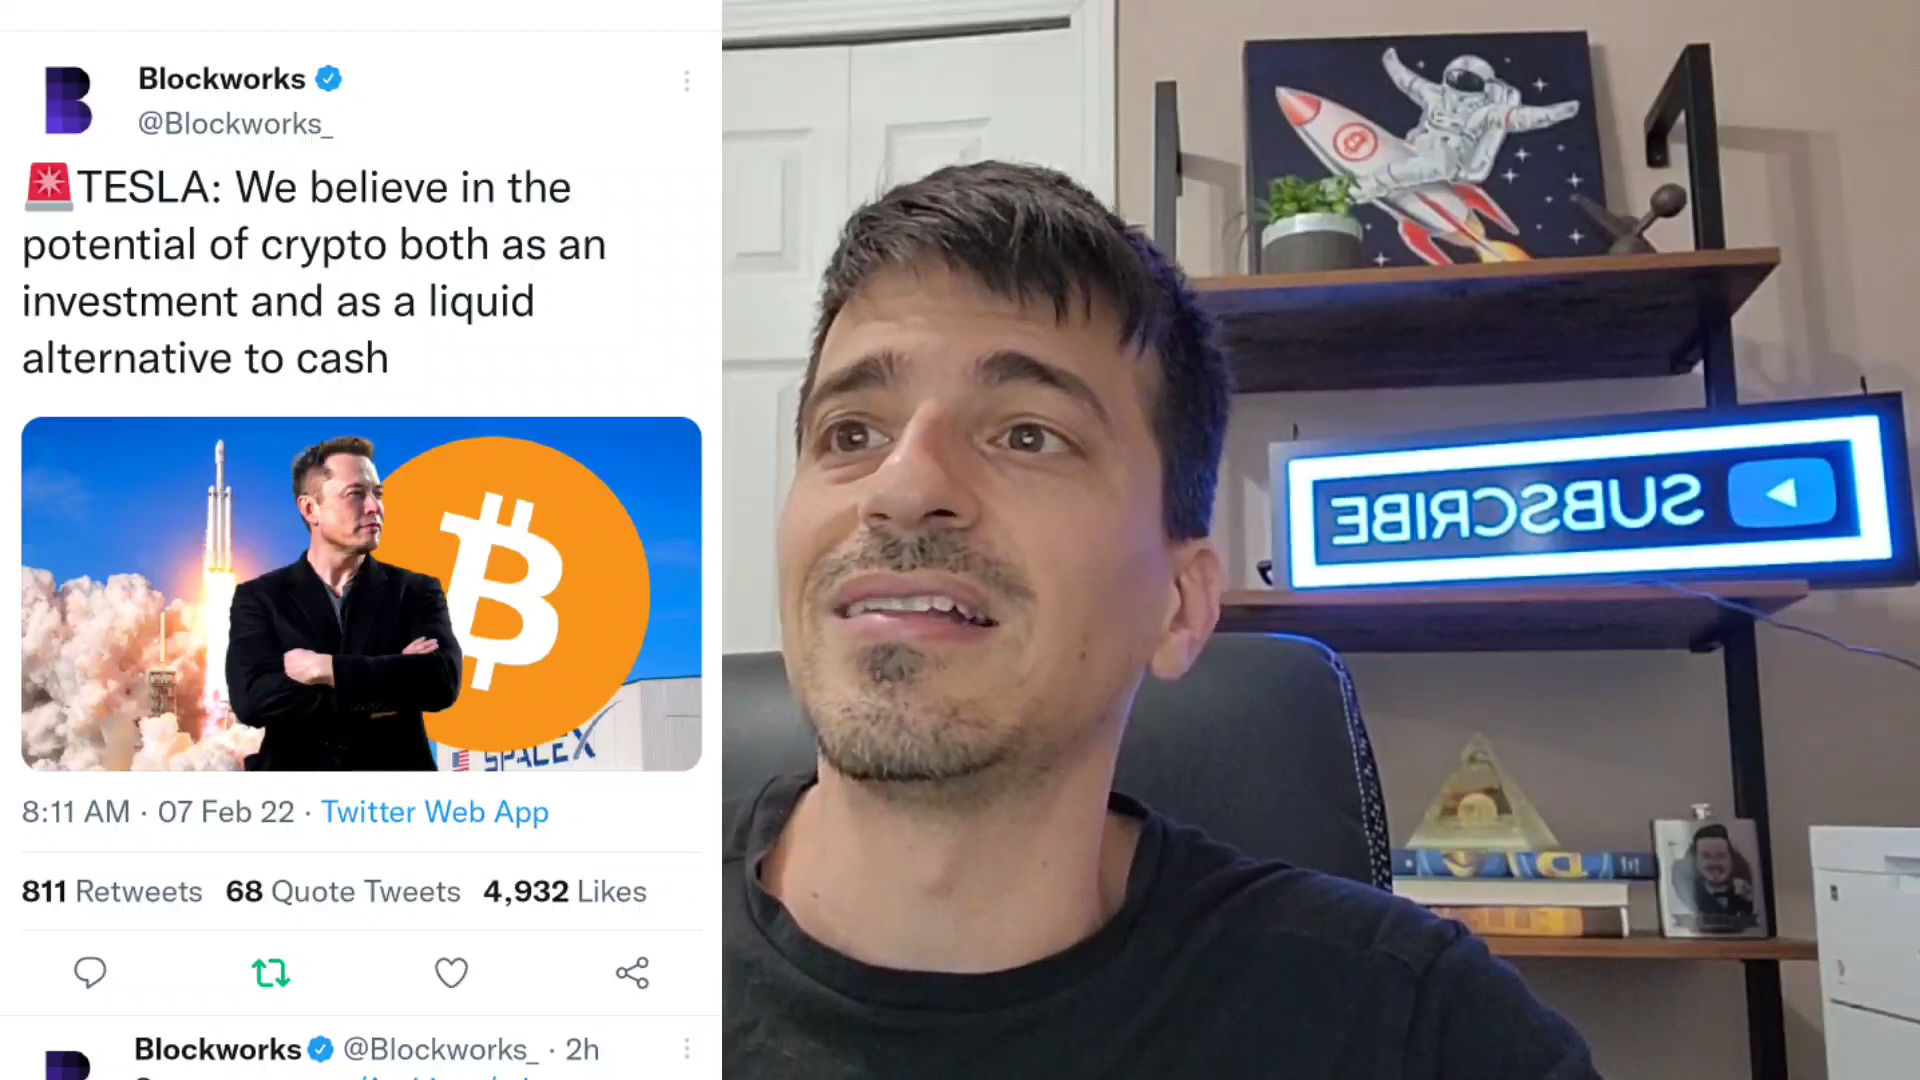 Blockworks
@Blockworks_
🚨TESLA: We believe in the
potential of crypto both as an
investment and as a liquid
alternative to cash
SPACEX
8:11 AM · 07 Feb 22 · Twitter Web App
811 Retweets 68 Quote Tweets 4,932 Likes
Blockworks @Blockworks_ · 2h
SUBSCRIBE